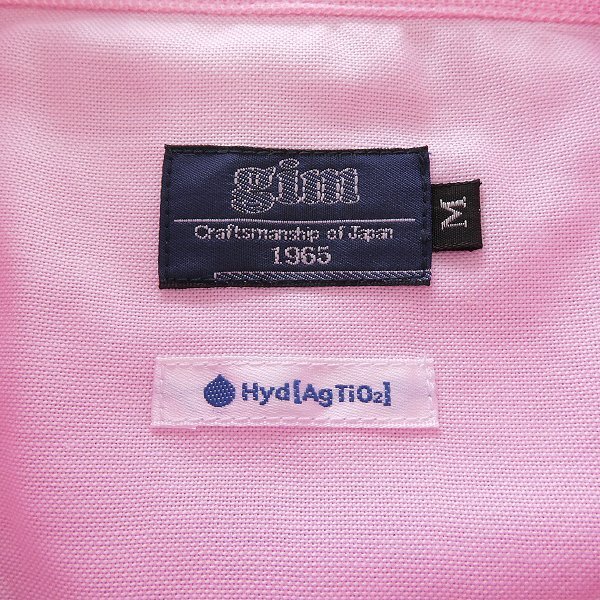 gim
Craftsmanship of Japan
1965
M
Hyd[AgTiO₂]